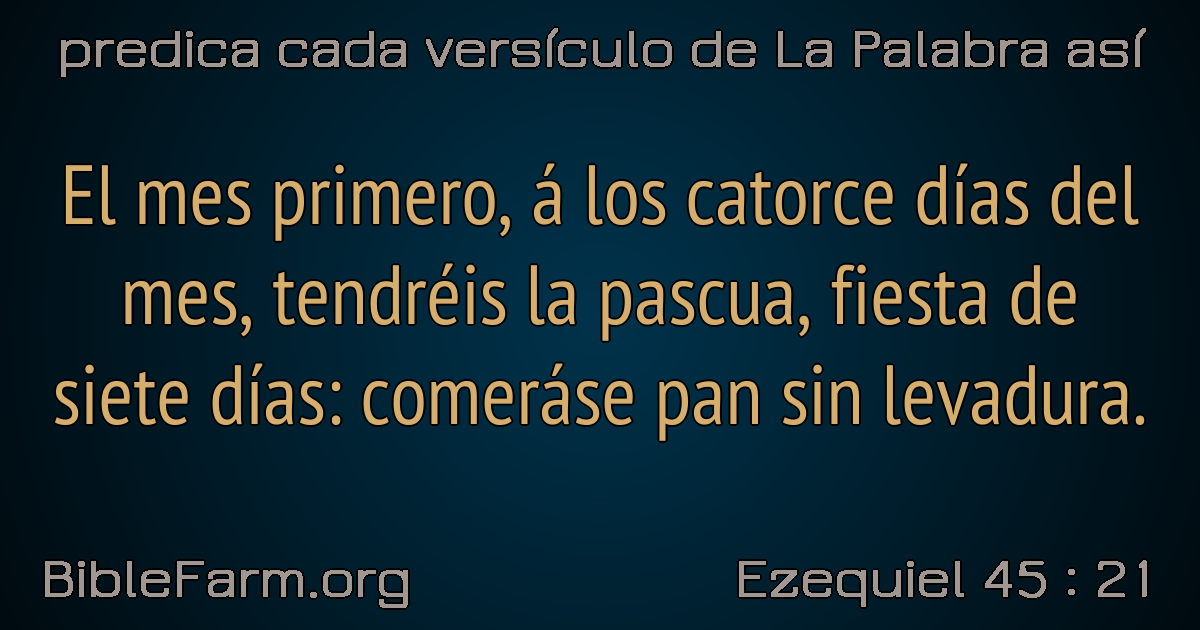 predica cada versículo de La Palabra así
El mes primero, á los catorce días del
mes, tendréis la pascua, fiesta de
siete días: comeráse pan sin levadura.
BibleFarm.org
Ezequiel 45 : 21